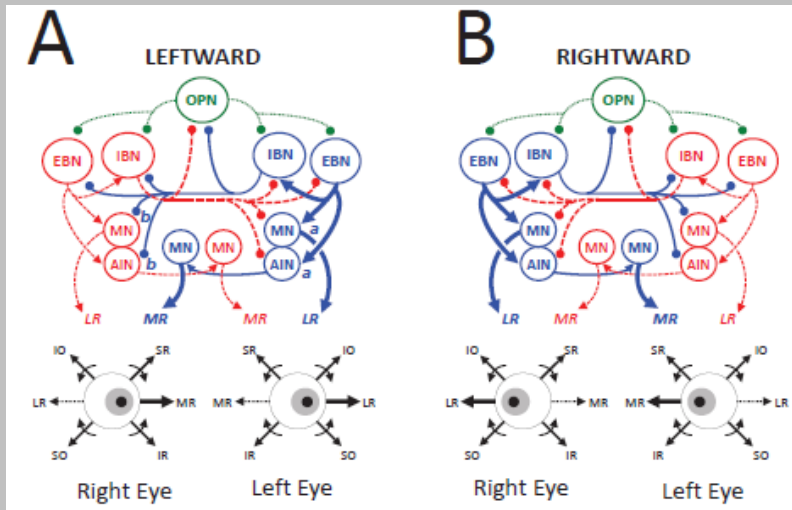 A
LEFTWARD
OPN
EBN
IBN
IBN
EBN
MN
b
MN
a
AIN
b
MN
MN
AIN
a
LR
MR
MR
LR
IO
SR
SR
IO
LR
MR
MR
LR
SO
IR
IR
SO
Right Eye
Left Eye
B
RIGHTWARD
OPN
EBN
IBN
IBN
EBN
MN
MN
AIN
MN
MN
AIN
LR
MR
MR
LR
IO
SR
SR
IO
LR
MR
MR
LR
SO
IR
IR
SO
Right Eye
Left Eye